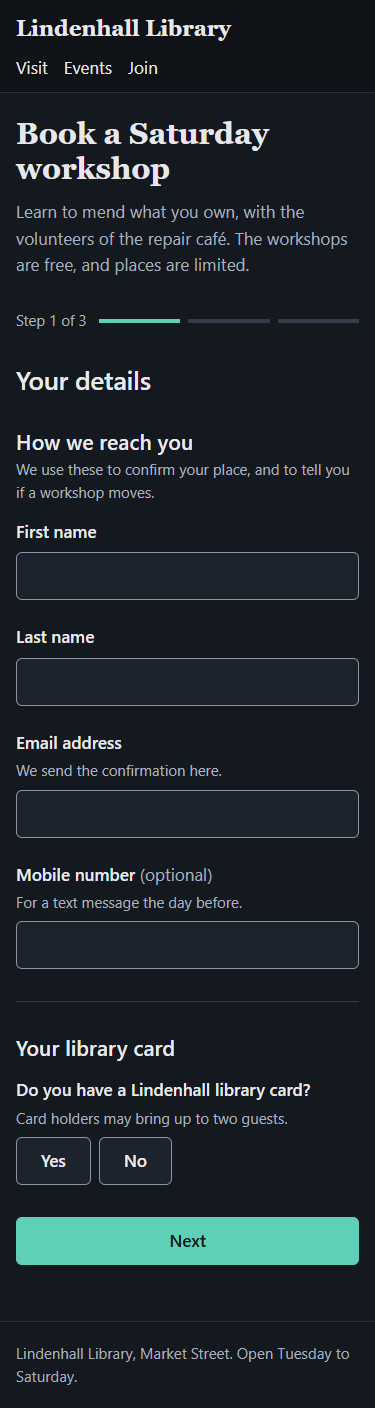 Lindenhall Library
Visit Events Join
Book a Saturday
workshop
Learn to mend what you own, with the
volunteers of the repair café. The workshops
are free, and places are limited.
Step 1 of 3
Your details
How we reach you
We use these to confirm your place, and to tell you
if a workshop moves.
First name
Last name
Email address
We send the confirmation here.
Mobile number (optional)
For a text message the day before.
Your library card
Do you have a Lindenhall library card?
Card holders may bring up to two guests.
Yes No
Next
Lindenhall Library, Market Street. Open Tuesday to
Saturday.